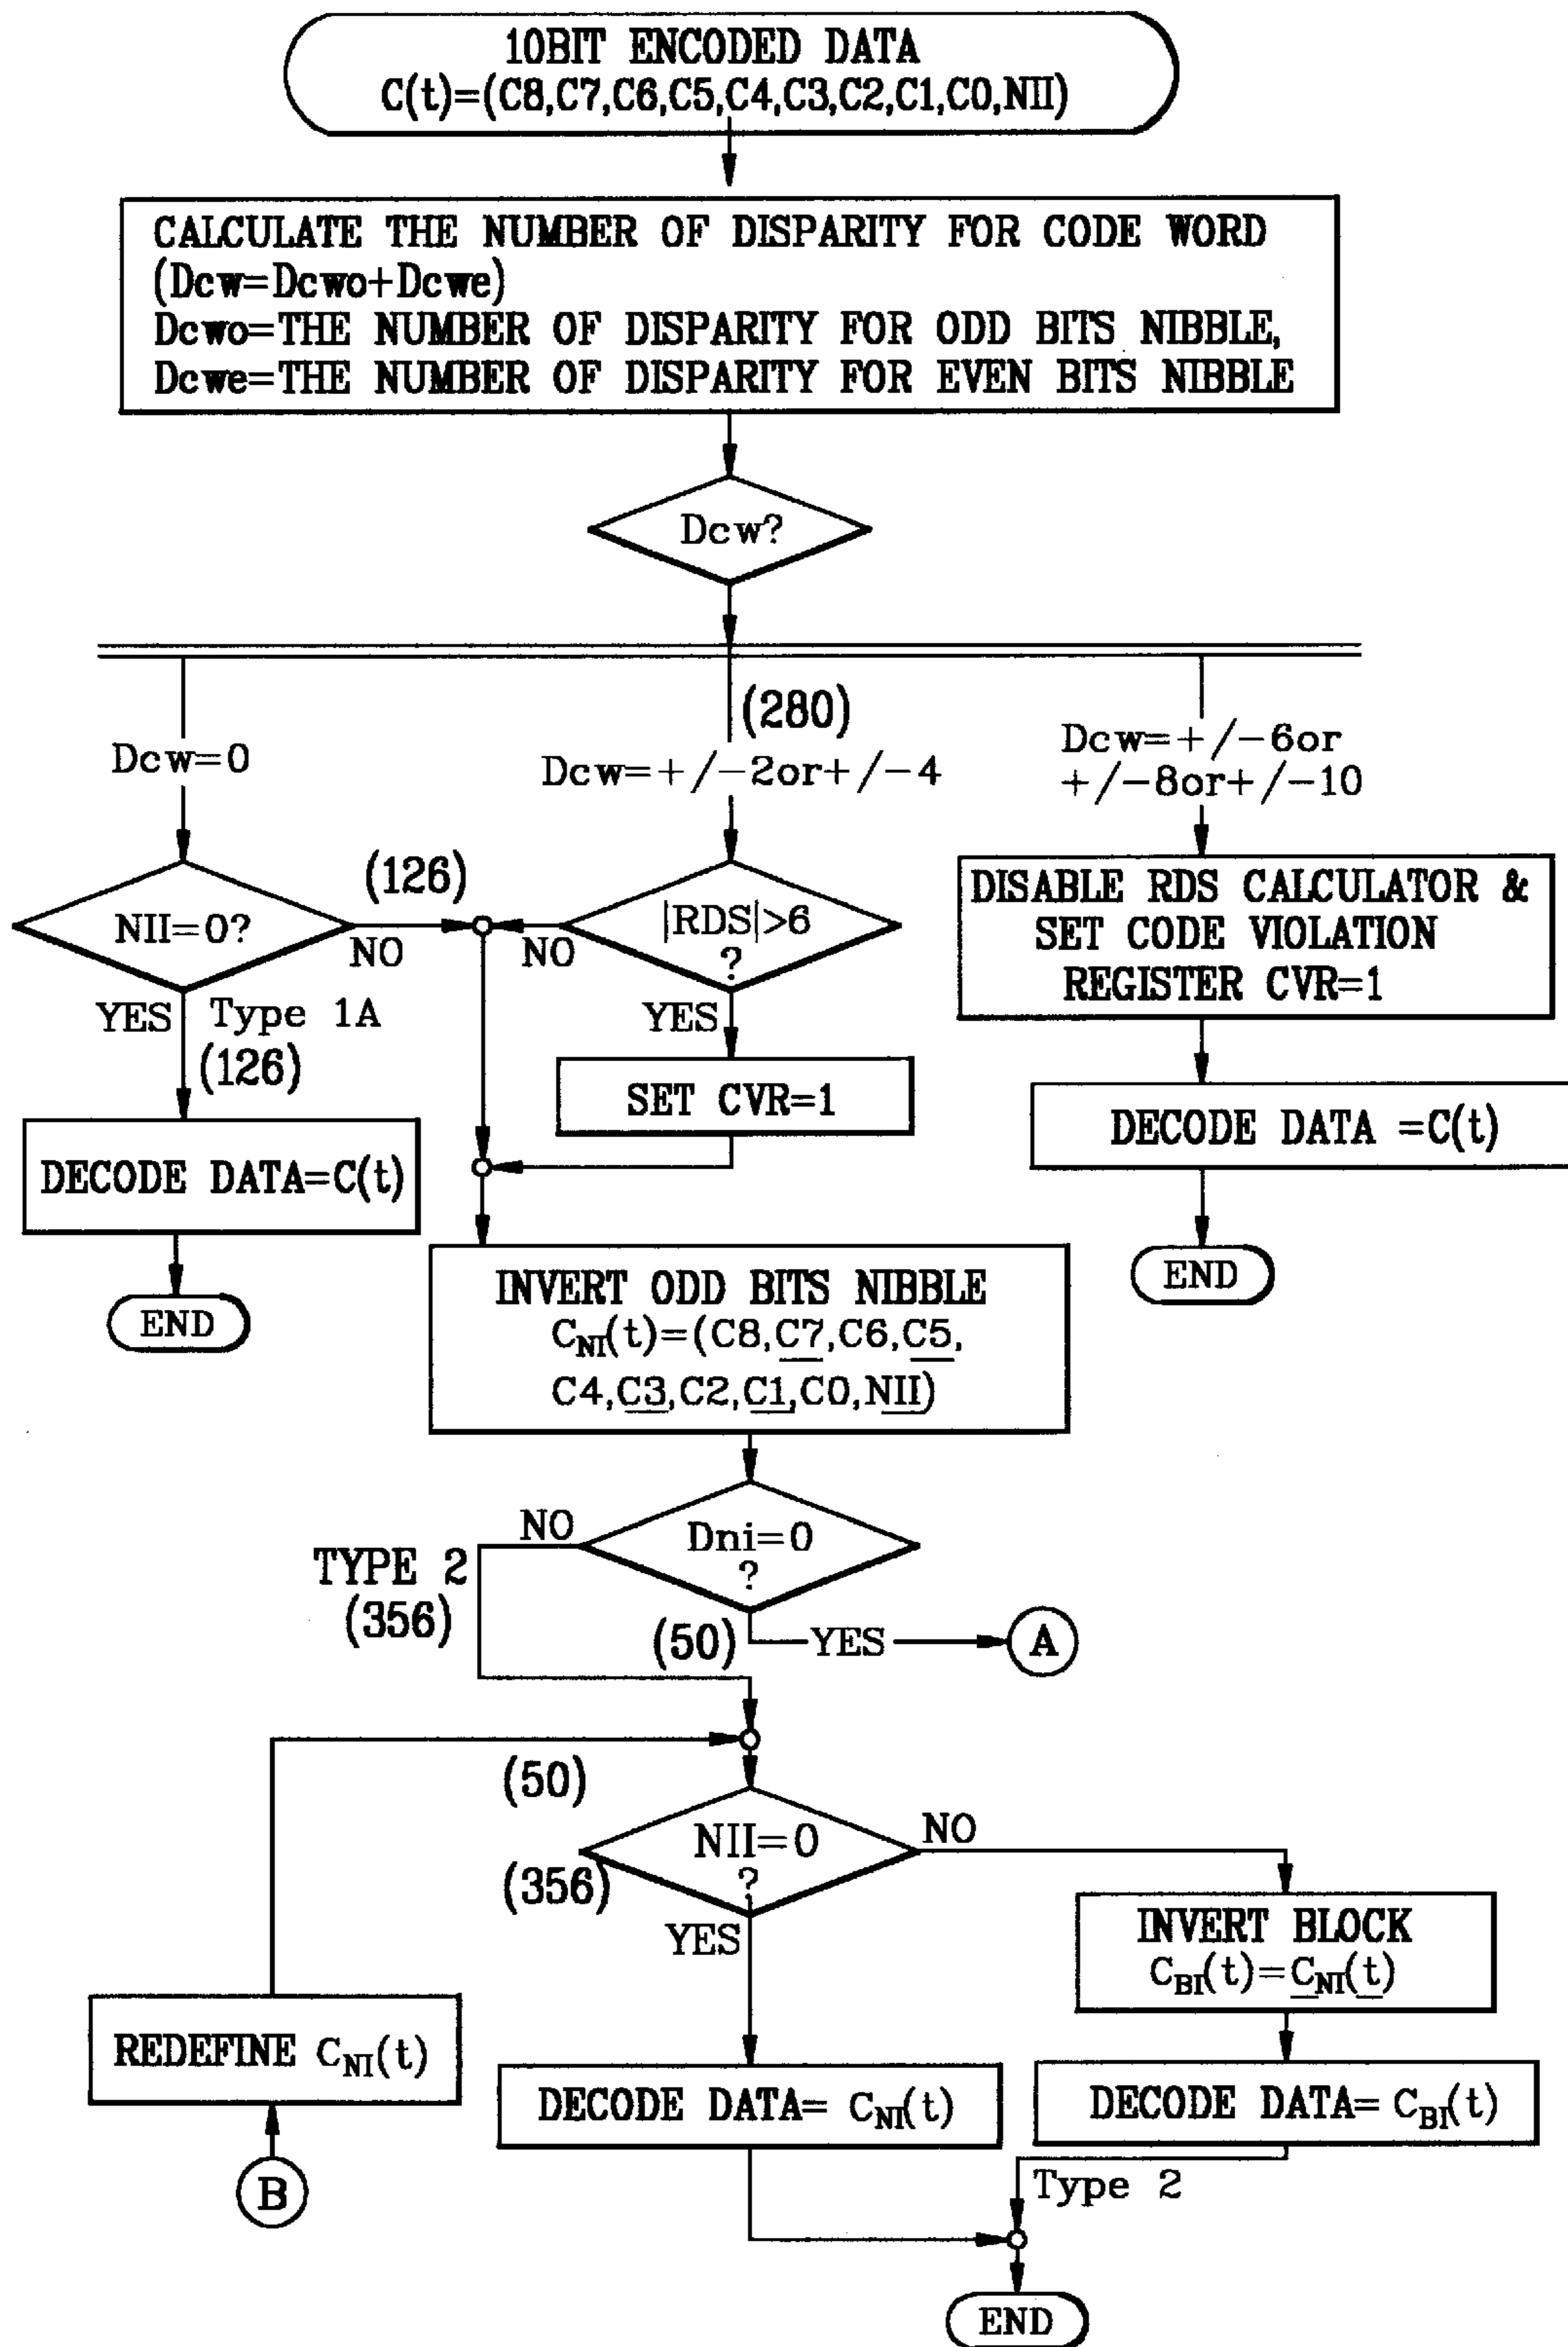 10BIT ENCODED DATA
C(t)=(C8,C7,C6,C5,C4,C3,C2,C1,C0,NII)
CALCULATE THE NUMBER OF DISPARITY FOR CODE WORD
(Dcw=Dcwo+Dcwe)
Dcwo=THE NUMBER OF DISPARITY FOR ODD BITS NIBBLE,
Dcwe=THE NUMBER OF DISPARITY FOR EVEN BITS NIBBLE
Dcw?
(280)
Dcw=0
Dcw=+/-2or+/-4
Dcw=+/-6or
+/-8or+/-10
NII=0?
(126)
NO
|RDS|>6
?
NO
DISABLE RDS CALCULATOR &
SET CODE VIOLATION
REGISTER CVR=1
YES
Type 1A
(126)
YES
SET CVR=1
DECODE DATA =C(t)
DECODE DATA=C(t)
END
END
INVERT ODD BITS NIBBLE
CNI(t)=(C8,C7,C6,C5,
C4,C3,C2,C1,C0,NII)
Dni=0
?
NO
TYPE 2
(356)
(50)
YES
A
(50)
NII=0
?
NO
(356)
YES
INVERT BLOCK
CBI(t)=CNI(t)
REDEFINE CNI(t)
DECODE DATA= CNI(t)
DECODE DATA= CBI(t)
B
Type 2
END